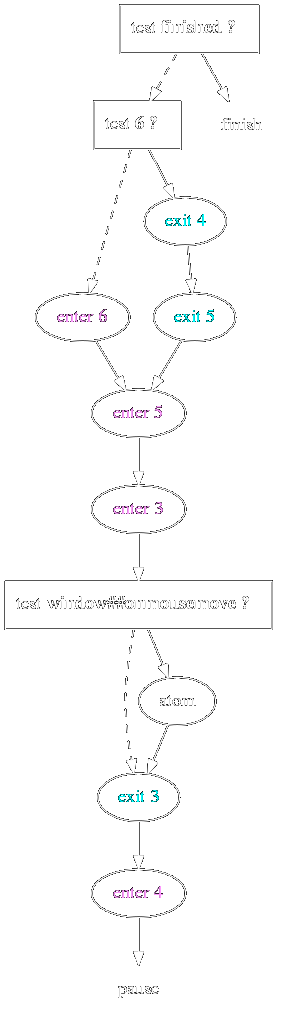 test finished ?
test 6 ?
finish
exit 4
enter 6
exit 5
enter 5
enter 3
test window##onmousemove ?
atom
exit 3
enter 4
pause